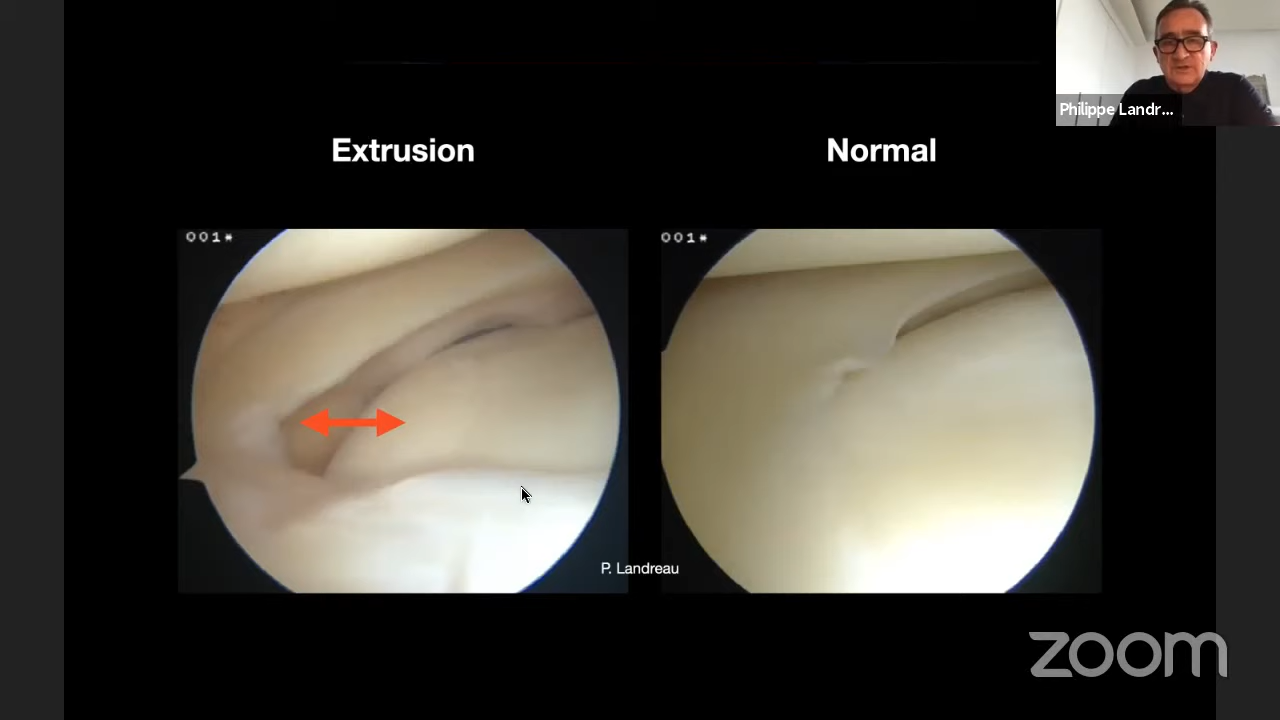 Philippe Landr...
Extrusion
Normal
001*
001*
P. Landreau
zoom